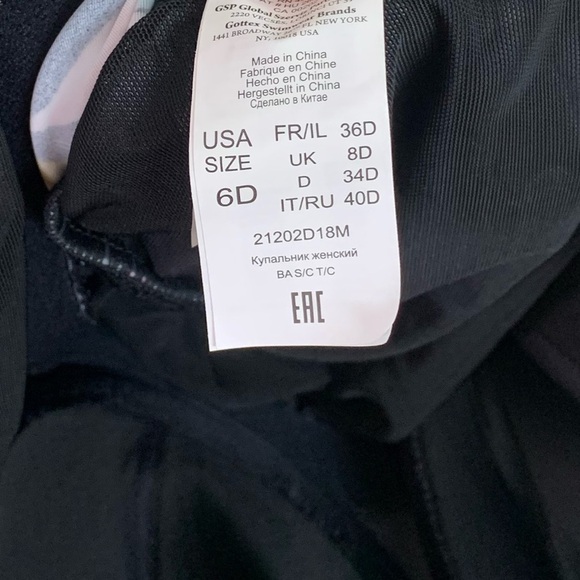 GSP Global
Brands
Gottex
NEW YORK
1441 BROADWAY
USA
Made in China
Fabrique en Chine
Hecho en China
Hergestellt in China
Сделано в Китае
USA SIZE 6D
FR/IL 36D
UK 8D
D 34D
IT/RU 40D
21202D18M
Купальник женский
BA S/C T/C
EAC